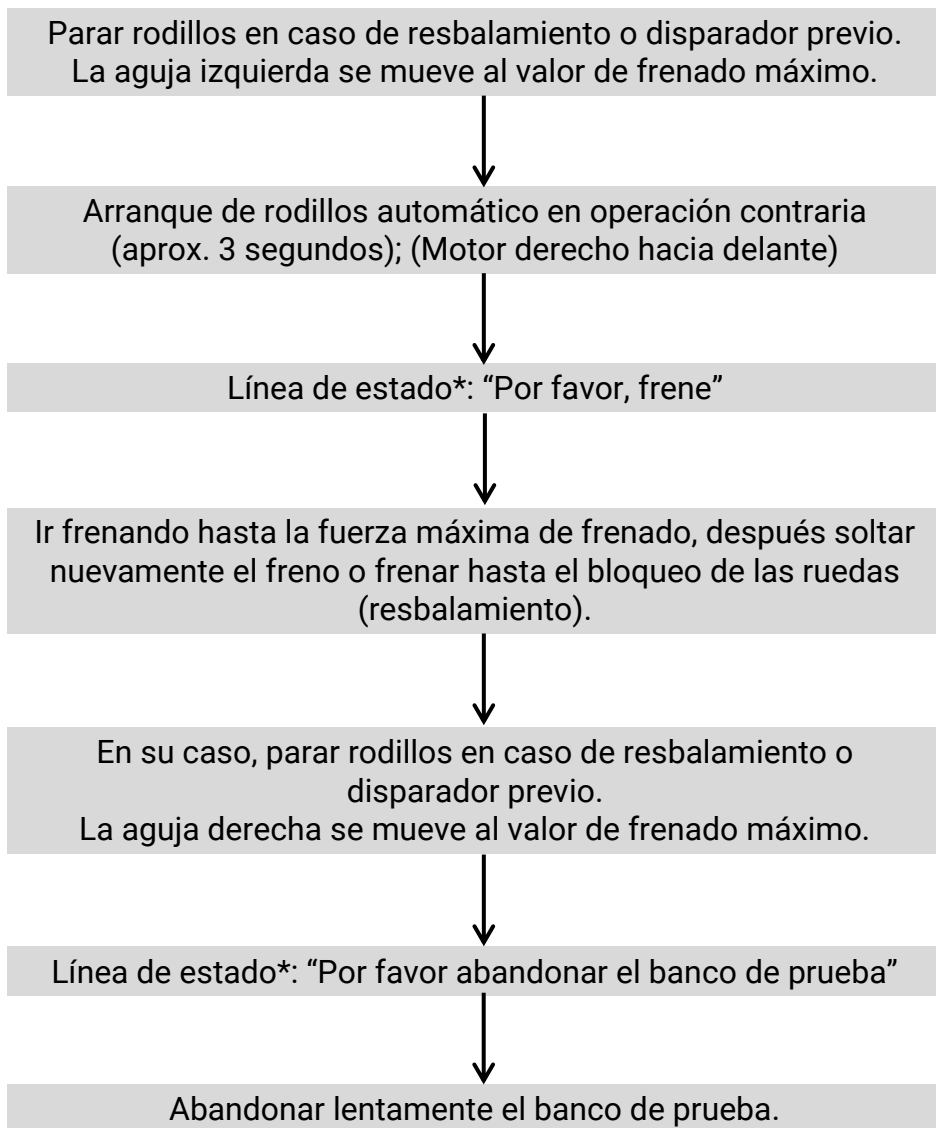 Parar rodillos en caso de resbalamiento o disparador previo.
La aguja izquierda se mueve al valor de frenado máximo.
Arranque de rodillos automático en operación contraria
(aprox. 3 segundos); (Motor derecho hacia delante)
Línea de estado*: “Por favor, frene”
Ir frenando hasta la fuerza máxima de frenado, después soltar
nuevamente el freno o frenar hasta el bloqueo de las ruedas
(resbalamiento).
En su caso, parar rodillos en caso de resbalamiento o
disparador previo.
La aguja derecha se mueve al valor de frenado máximo.
Línea de estado*: “Por favor abandonar el banco de prueba”
Abandonar lentamente el banco de prueba.